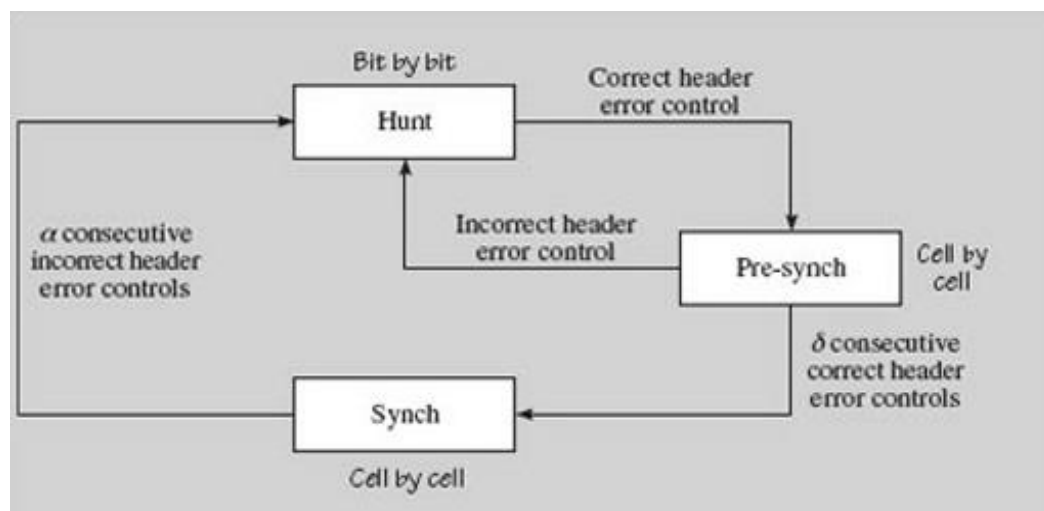 Bit by bit
Hunt
Correct header
error control
Incorrect header
error control
α consecutive
incorrect header
error controls
Pre-synch
Cell by
cell
δ consecutive
correct header
error controls
Synch
Cell by cell